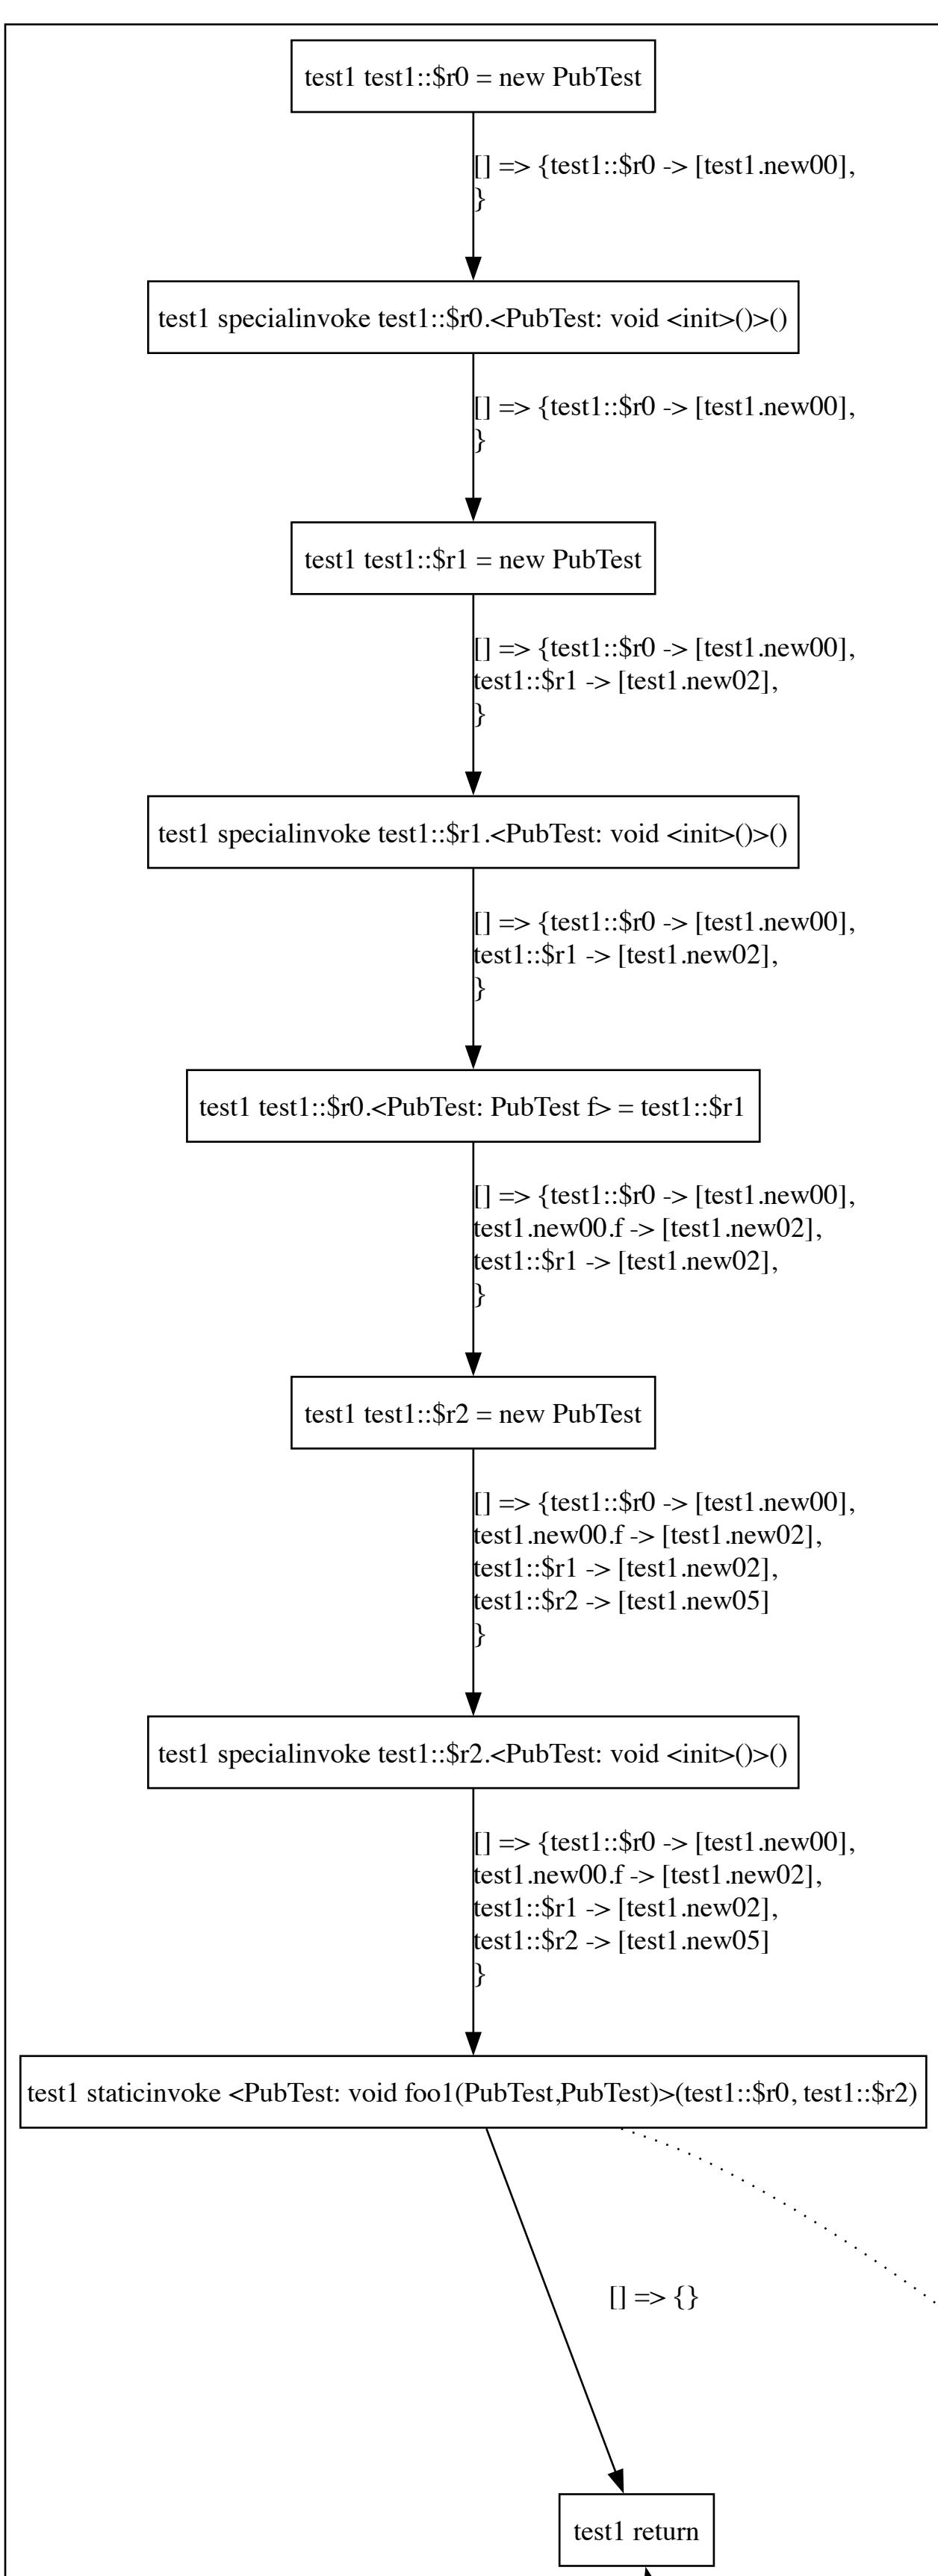 test1 test1::$r0 = new PubTest
[] => {test1::$r0 -> [test1.new00],
}
test1 specialinvoke test1::$r0.<PubTest: void <init>()>()
[] => {test1::$r0 -> [test1.new00],
}
test1 test1::$r1 = new PubTest
[] => {test1::$r0 -> [test1.new00],
test1::$r1 -> [test1.new02],
}
test1 specialinvoke test1::$r1.<PubTest: void <init>()>()
[] => {test1::$r0 -> [test1.new00],
test1::$r1 -> [test1.new02],
}
test1 test1::$r0.<PubTest: PubTest f> = test1::$r1
[] => {test1::$r0 -> [test1.new00],
test1.new00.f -> [test1.new02],
test1::$r1 -> [test1.new02],
}
test1 test1::$r2 = new PubTest
[] => {test1::$r0 -> [test1.new00],
test1.new00.f -> [test1.new02],
test1::$r1 -> [test1.new02],
test1::$r2 -> [test1.new05]
}
test1 specialinvoke test1::$r2.<PubTest: void <init>()>()
[] => {test1::$r0 -> [test1.new00],
test1.new00.f -> [test1.new02],
test1::$r1 -> [test1.new02],
test1::$r2 -> [test1.new05]
}
test1 staticinvoke <PubTest: void foo1(PubTest,PubTest)>(test1::$r0, test1::$r2)
[] => {}
test1 return